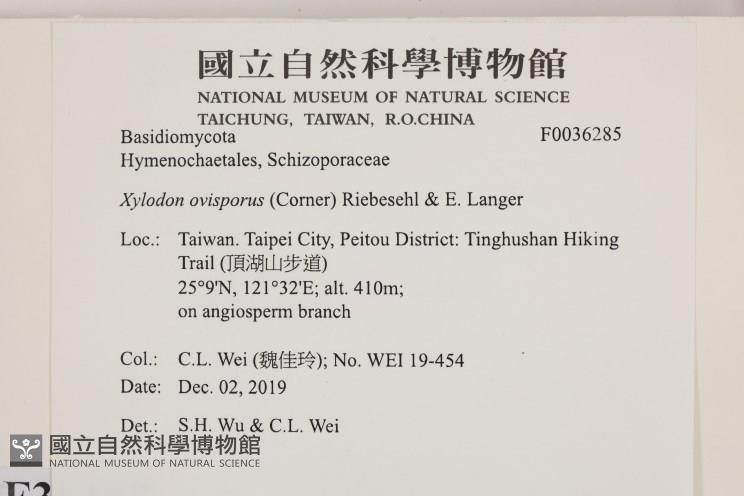 國立自然科學博物館
NATIONAL MUSEUM OF NATURAL SCIENCE
TAICHUNG, TAIWAN, R.O.CHINA
Basidiomycota F0036285
Hymenochaetales, Schizoporaceae
Xylodon ovisporus (Corner) Riebesehl & E. Langer
Loc.: Taiwan. Taipei City, Peitou District: Tinghushan Hiking
Trail (頂湖山步道)
25°9'N, 121°32'E; alt. 410m;
on angiosperm branch
Col.: C.L. Wei (魏佳玲); No. WEI 19-454
Date: Dec. 02, 2019
Det.: S.H. Wu & C.L. Wei
國立自然科學博物館
NATIONAL MUSEUM OF NATURAL SCIENCE